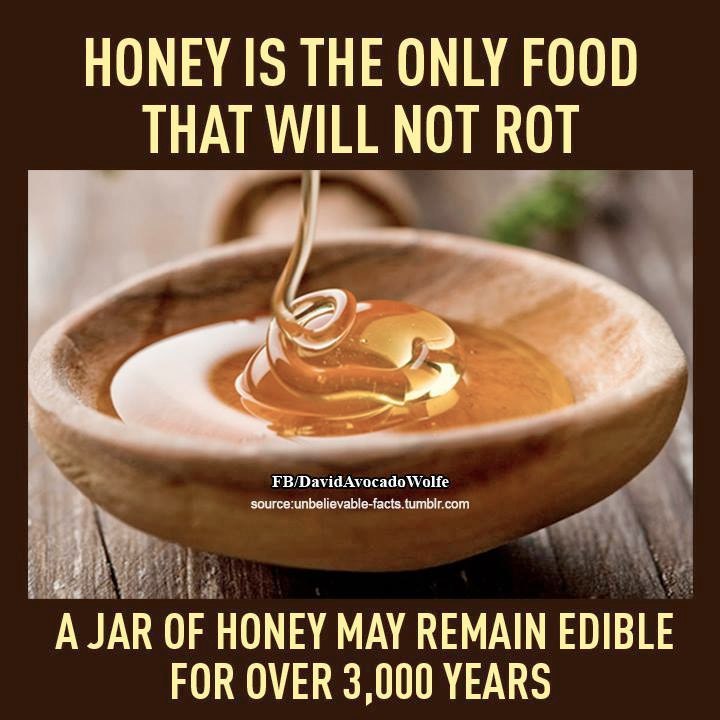 HONEY IS THE ONLY FOOD
THAT WILL NOT ROT
FB/DavidAvocadoWolfe
source:unbelievable-facts.tumblr.com
A JAR OF HONEY MAY REMAIN EDIBLE
FOR OVER 3,000 YEARS